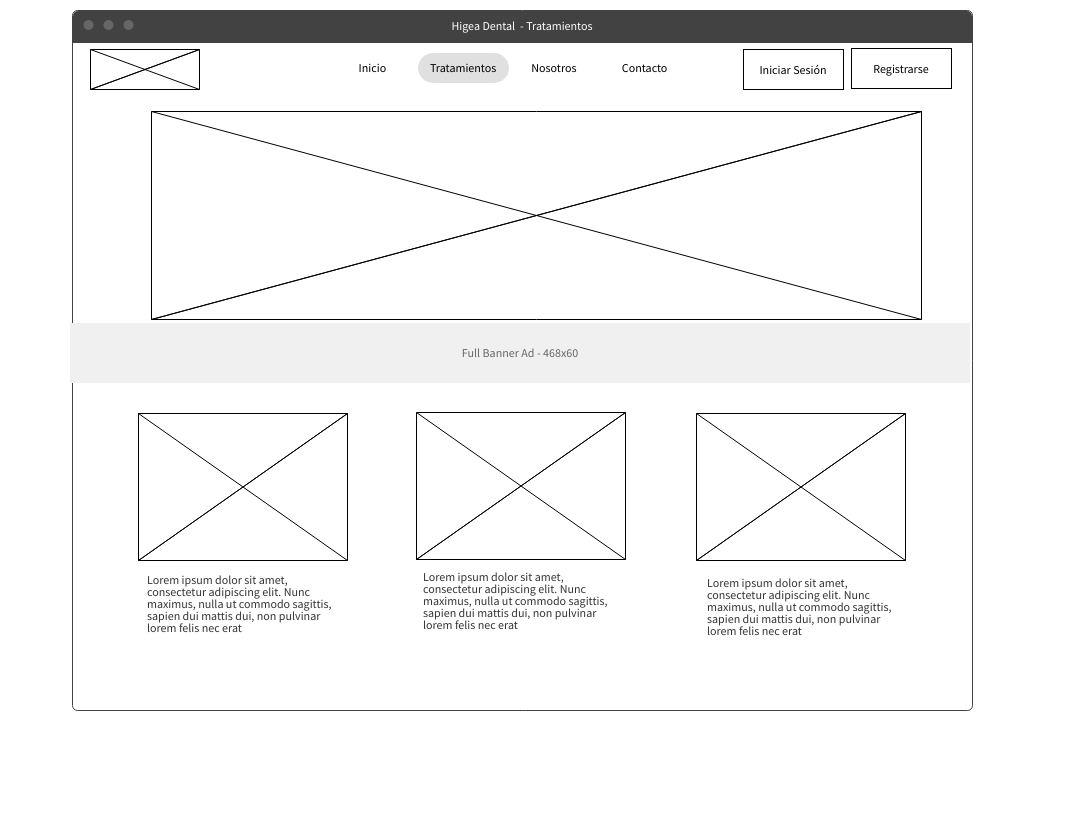 Higea Dental - Tratamientos
Inicio
Tratamientos
Nosotros
Contacto
Iniciar Sesión
Registrarse
Full Banner Ad - 468x60
Lorem ipsum dolor sit amet,
consectetur adipiscing elit. Nunc
maximus, nulla ut commodo sagittis,
sapien dui mattis dui, non pulvinar
lorem felis nec erat
Lorem ipsum dolor sit amet,
consectetur adipiscing elit. Nunc
maximus, nulla ut commodo sagittis,
sapien dui mattis dui, non pulvinar
lorem felis nec erat
Lorem ipsum dolor sit amet,
consectetur adipiscing elit. Nunc
maximus, nulla ut commodo sagittis,
sapien dui mattis dui, non pulvinar
lorem felis nec erat